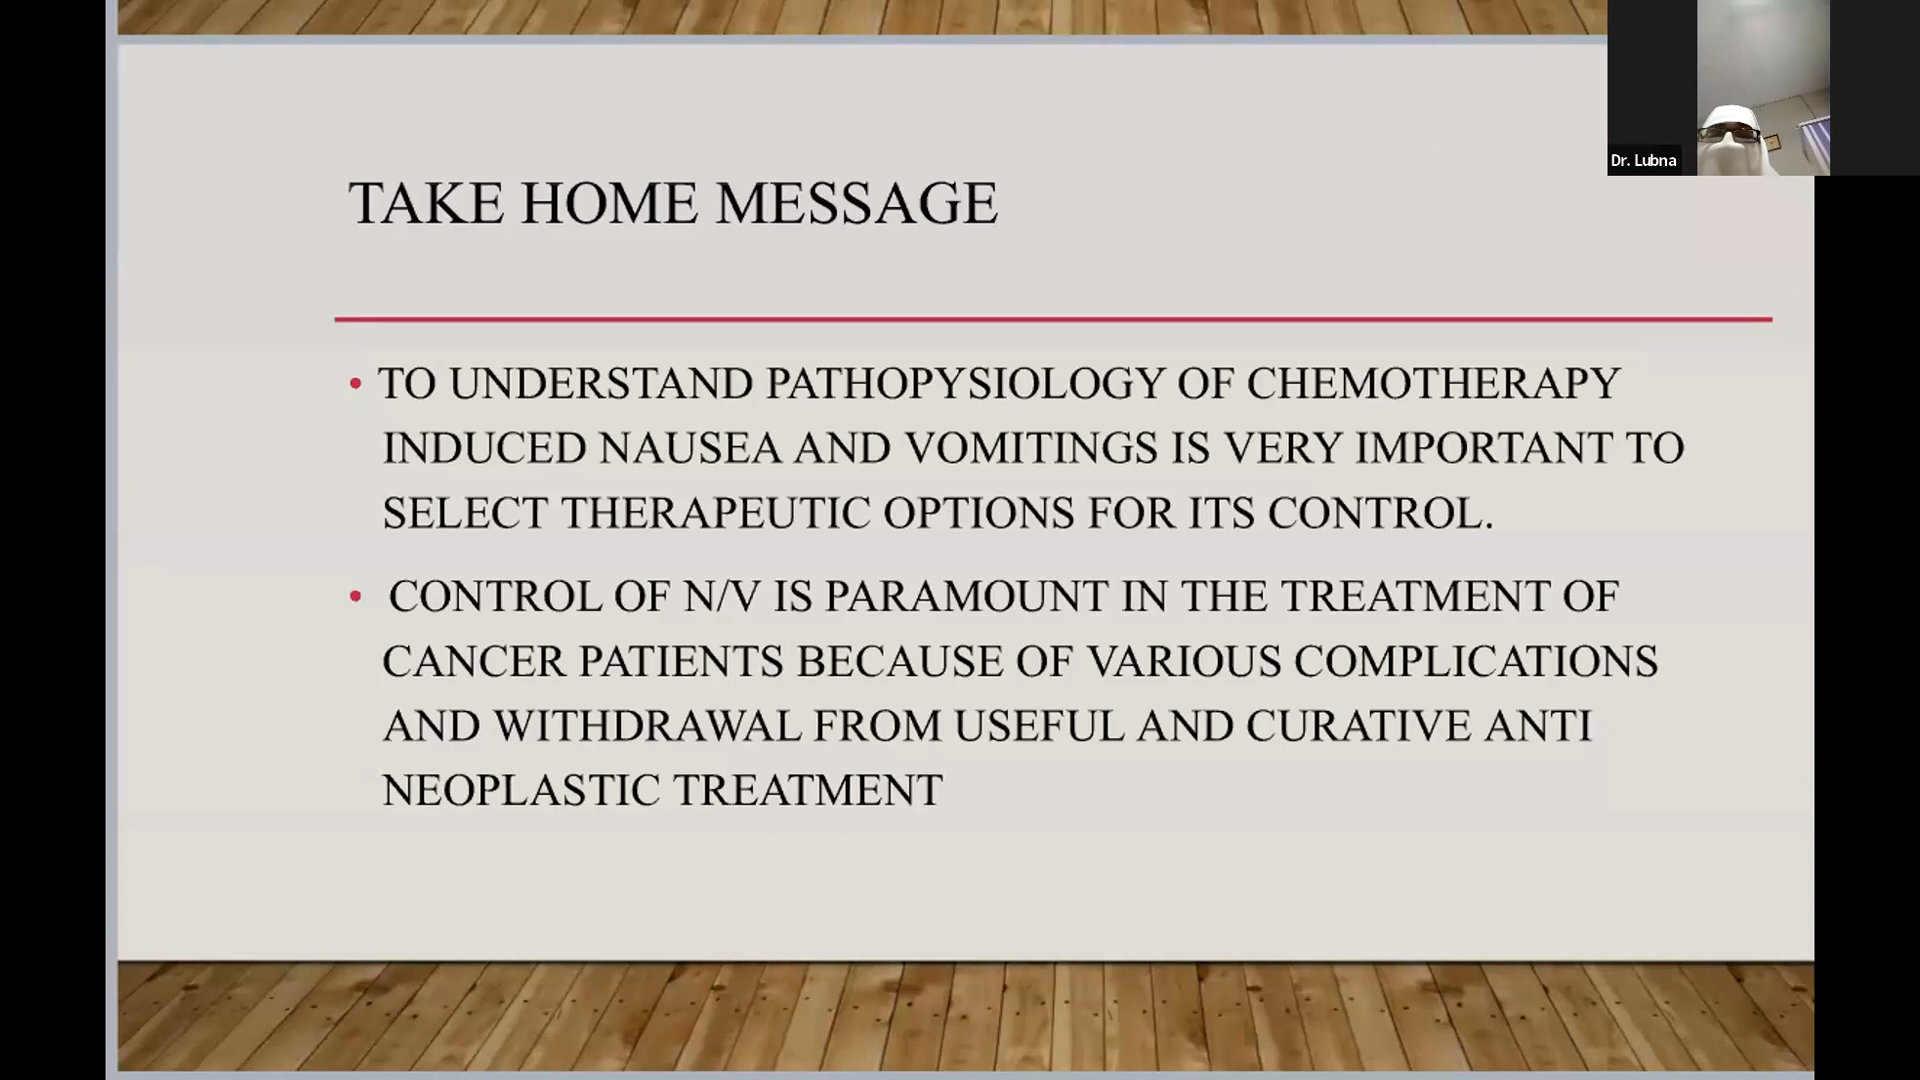 Dr. Lubna
TAKE HOME MESSAGE
• TO UNDERSTAND PATHOPYSIOLOGY OF CHEMOTHERAPY
INDUCED NAUSEA AND VOMITINGS IS VERY IMPORTANT TO
SELECT THERAPEUTIC OPTIONS FOR ITS CONTROL.
• CONTROL OF N/V IS PARAMOUNT IN THE TREATMENT OF
CANCER PATIENTS BECAUSE OF VARIOUS COMPLICATIONS
AND WITHDRAWAL FROM USEFUL AND CURATIVE ANTI
NEOPLASTIC TREATMENT